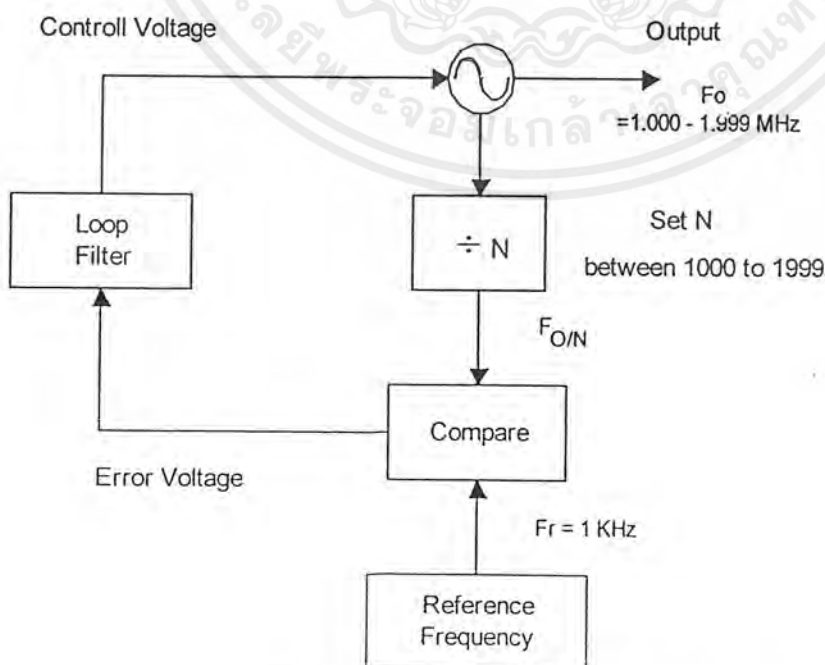 Controll Voltage
Output
Fo
=1.000 - 1.999 MHz
Loop
Filter
÷ N
Set N
between 1000 to 1999
FO/N
Compare
Error Voltage
Fr = 1 KHz
Reference
Frequency